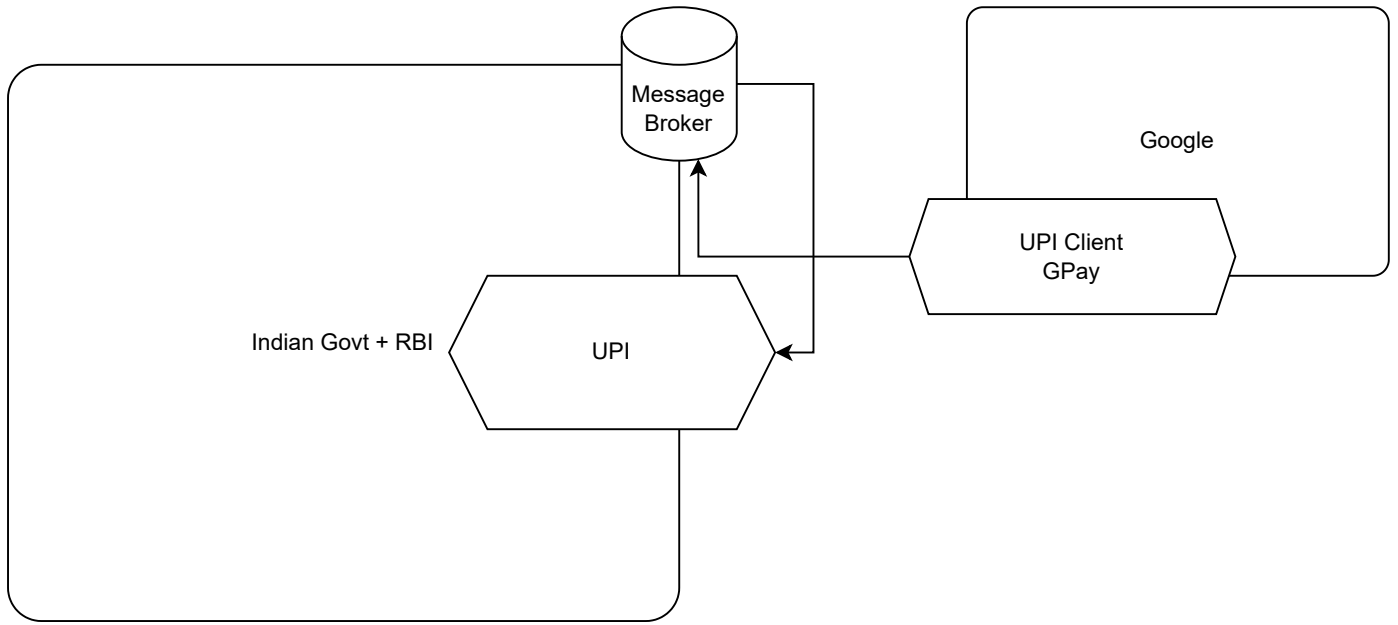 Message
Broker
Google
UPI Client
GPay
Indian Govt + RBI
UPI